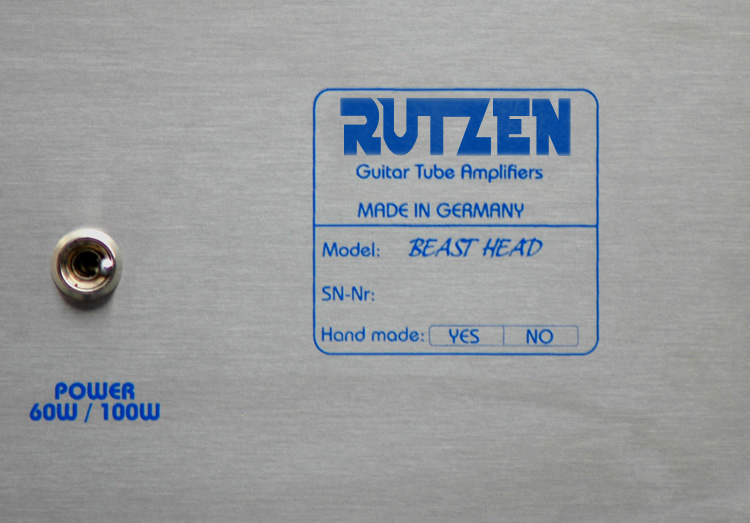 RUTZEN
Guitar Tube Amplifiers
MADE IN GERMANY
Model: BEAST HEAD
SN-Nr:
Hand made: YES NO
POWER
60W / 100W